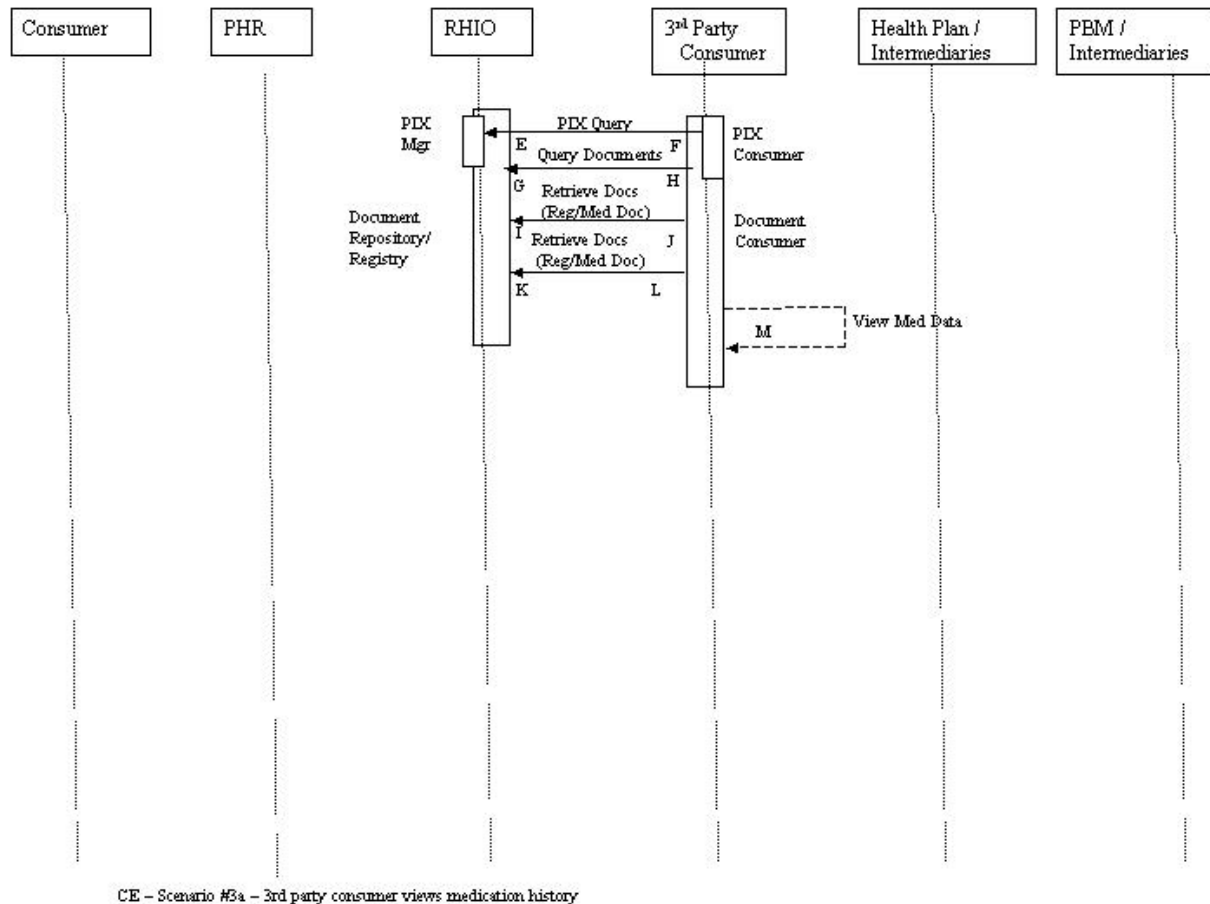 Consumer
PHR
RHIO
3rd Party
Consumer
Health Plan /
Intermediaries
PBM /
Intermediaries
PIX
Mgr
PIX Query
E
F
PIX
Consumer
Query Documents
G
H
Retrieve Docs
(Reg/Med Doc)
Document
Repository/
Registry
I
J
Document
Consumer
Retrieve Docs
(Reg/Med Doc)
K
L
M
View Med Data
CE – Scenario #3a – 3rd party consumer views medication history